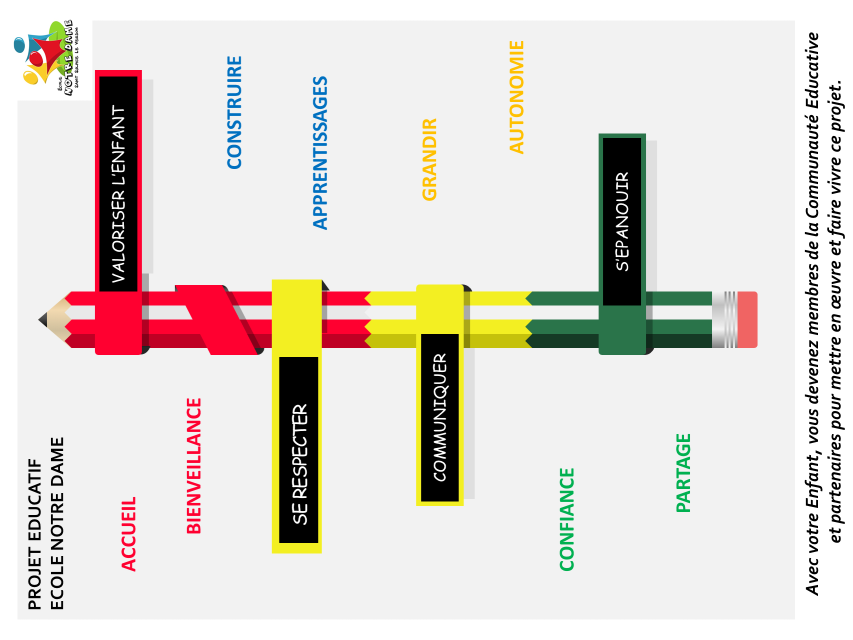 PROJET EDUCATIF
ECOLE NOTRE DAME
NOTRE DAME
VALORISER L'ENFANT
ACCUEIL
BIENVEILLANCE
CONSTRUIRE
SE RESPECTER
APPRENTISSAGES
GRANDIR
COMMUNIQUER
AUTONOMIE
CONFIANCE
S'EPANOUIR
PARTAGE
Avec votre Enfant, vous devenez membres de la Communauté Educative
et partenaires pour mettre en œuvre et faire vivre ce projet.